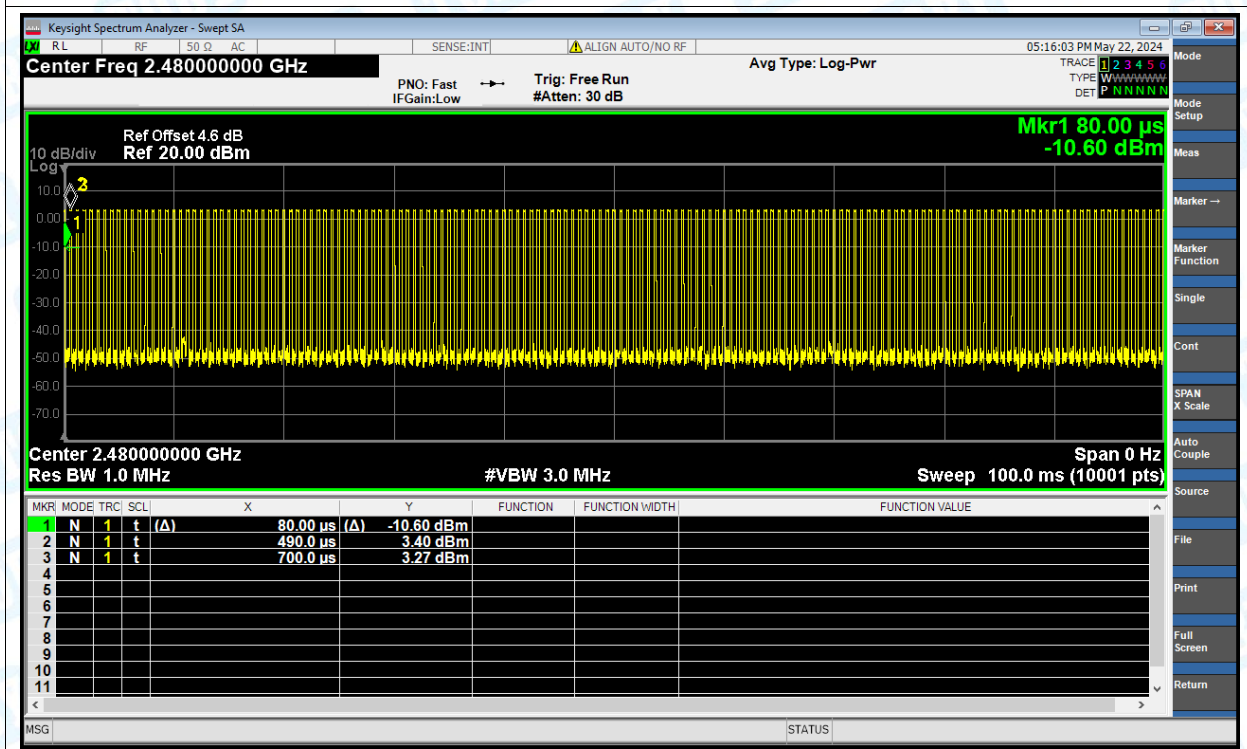 Keysight Spectrum Analyzer - Swept SA
LXI RL RF 50 Ω AC SENSE:INT ALIGN AUTO/NO RF 05:16:03 PM May 22, 2024
Center Freq 2.480000000 GHz
PNO: Fast
IFGain:Low
Trig: Free Run
#Atten: 30 dB
Avg Type: Log-Pwr
TRACE 1 2 3 4 5 6
TYPE WWWWWWW
DET P N N N N N
Mkr1 80.00 µs
-10.60 dBm
Ref Offset 4.6 dB
10 dB/div Ref 20.00 dBm
Log
10.0
0.00
-10.0
-20.0
-30.0
-40.0
-50.0
-60.0
-70.0
3
1
Center 2.480000000 GHz Span 0 Hz
Res BW 1.0 MHz #VBW 3.0 MHz Sweep 100.0 ms (10001 pts)
MKR MODE TRC SCL X Y FUNCTION FUNCTION WIDTH FUNCTION VALUE
1 N 1 t (Δ) 80.00 µs (Δ) -10.60 dBm
2 N 1 t 490.0 µs 3.40 dBm
3 N 1 t 700.0 µs 3.27 dBm
4
5
6
7
8
9
10
11
MSG STATUS
Mode
Mode
Setup
Meas
Marker→
Marker
Function
Single
Cont
SPAN
X Scale
Auto
Couple
Source
File
Print
Full
Screen
Return